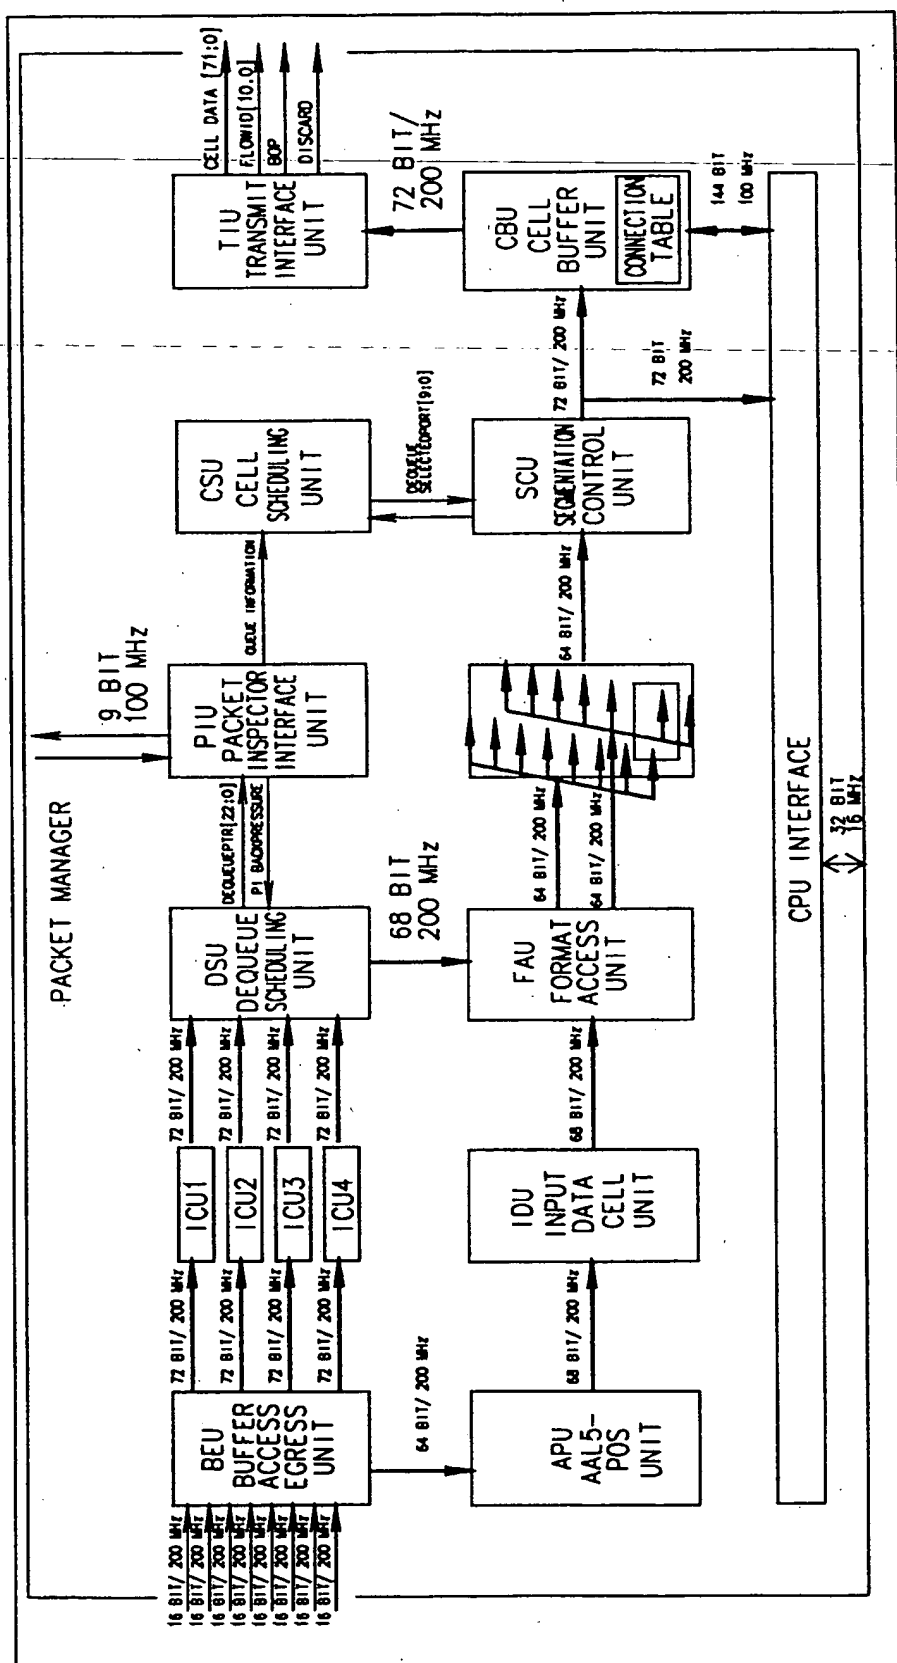 PACKET MANAGER
16 BIT/ 200 MHz
16 BIT/ 200 MHz
16 BIT/ 200 MHz
16 BIT/ 200 MHz
16 BIT/ 200 MHz
16 BIT/ 200 MHz
16 BIT/ 200 MHz
16 BIT/ 200 MHz
BEU
BUFFER
ACCESS
EGRESS
UNIT
72 BIT/ 200 MHz
72 BIT/ 200 MHz
72 BIT/ 200 MHz
72 BIT/ 200 MHz
ICU1
ICU2
ICU3
ICU4
72 BIT/ 200 MHz
72 BIT/ 200 MHz
72 BIT/ 200 MHz
72 BIT/ 200 MHz
DSU
DEQUEUE
SCHEDULING
UNIT
DEQUEUEPTR[22:0]
PI BACKPRESSURE
9 BIT
100 MHz
PIU
PACKET
INSPECTOR
INTERFACE
UNIT
QUEUE INFORMATION
CSU
CELL
SCHEDULING
UNIT
DEQUEUE
SELECTEDPORT[9:0]
TIU
TRANSMIT
INTERFACE
UNIT
CELL DATA [71:0]
FLOWID[10.0]
BOP
DISCARD
72 BIT/
200 MHz
64 BIT/ 200 MHz
APU
AAL5-
POS
UNIT
68 BIT/ 200 MHz
IDU
INPUT
DATA
CELL
UNIT
68 BIT/ 200 MHz
68 BIT
200 MHz
FAU
FORMAT
ACCESS
UNIT
64 BIT/ 200 MHz
64 BIT/ 200 MHz
64 BIT/ 200 MHz
SCU
SEGMENTATION
CONTROL
UNIT
72 BIT/ 200 MHz
72 BIT
200 MHz
CBU
CELL
BUFFER
UNIT
CONNECTION
TABLE
144 BIT
100 MHz
CPU INTERFACE
32 BIT
16 MHz